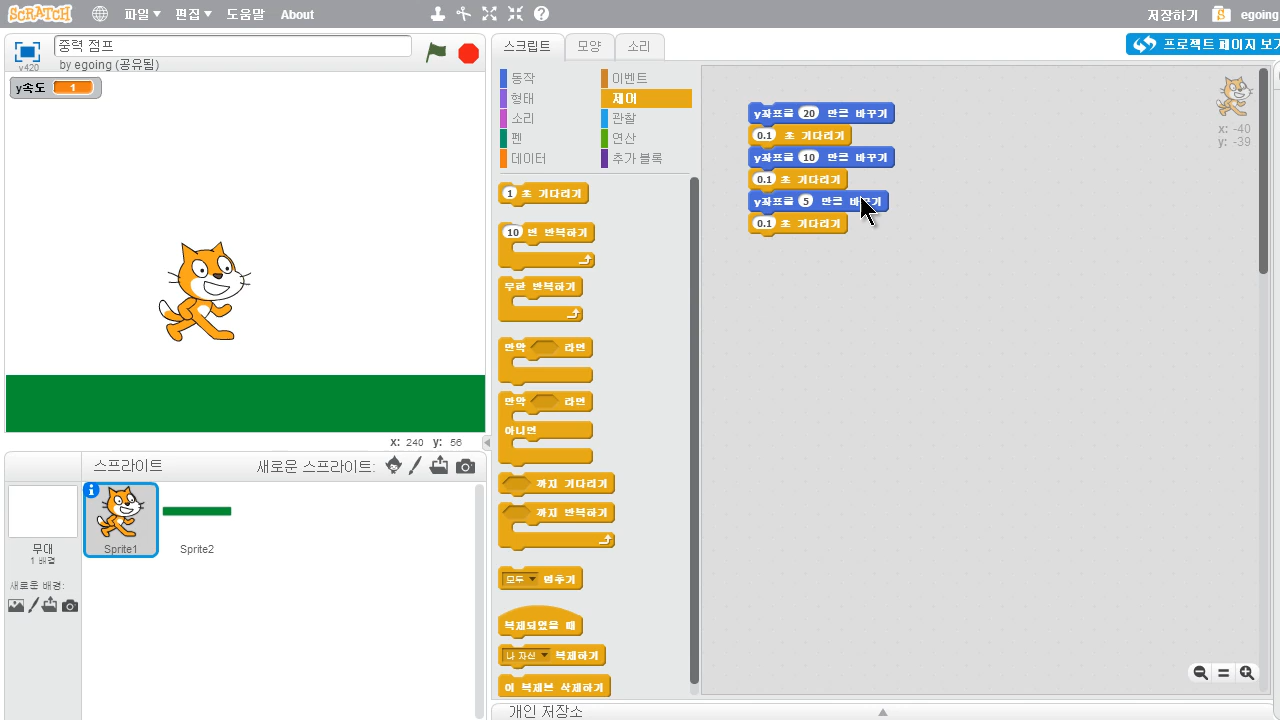 SCRATCH 파일 편집 도움말 About 저장하기 egoing
v420 중력 점프
by egoing (공유됨)
y속도 1
스크립트 모양 소리
프로젝트 페이지 보기
동작 이벤트
형태 제어
소리 관찰
펜 연산
데이터 추가 블록
1 초 기다리기
10 번 반복하기
무한 반복하기
만약 라면
만약 라면
아니면
까지 기다리기
까지 반복하기
모두 멈추기
복제되었을 때
나 자신 복제하기
이 복제본 삭제하기
y좌표를 20 만큼 바꾸기
0.1 초 기다리기
y좌표를 10 만큼 바꾸기
0.1 초 기다리기
y좌표를 5 만큼 바꾸기
0.1 초 기다리기
x: -40
y: -39
x: 240 y: 56
스프라이트 새로운 스프라이트:
무대
1 배경
새로운 배경:
Sprite1 Sprite2
개인 저장소